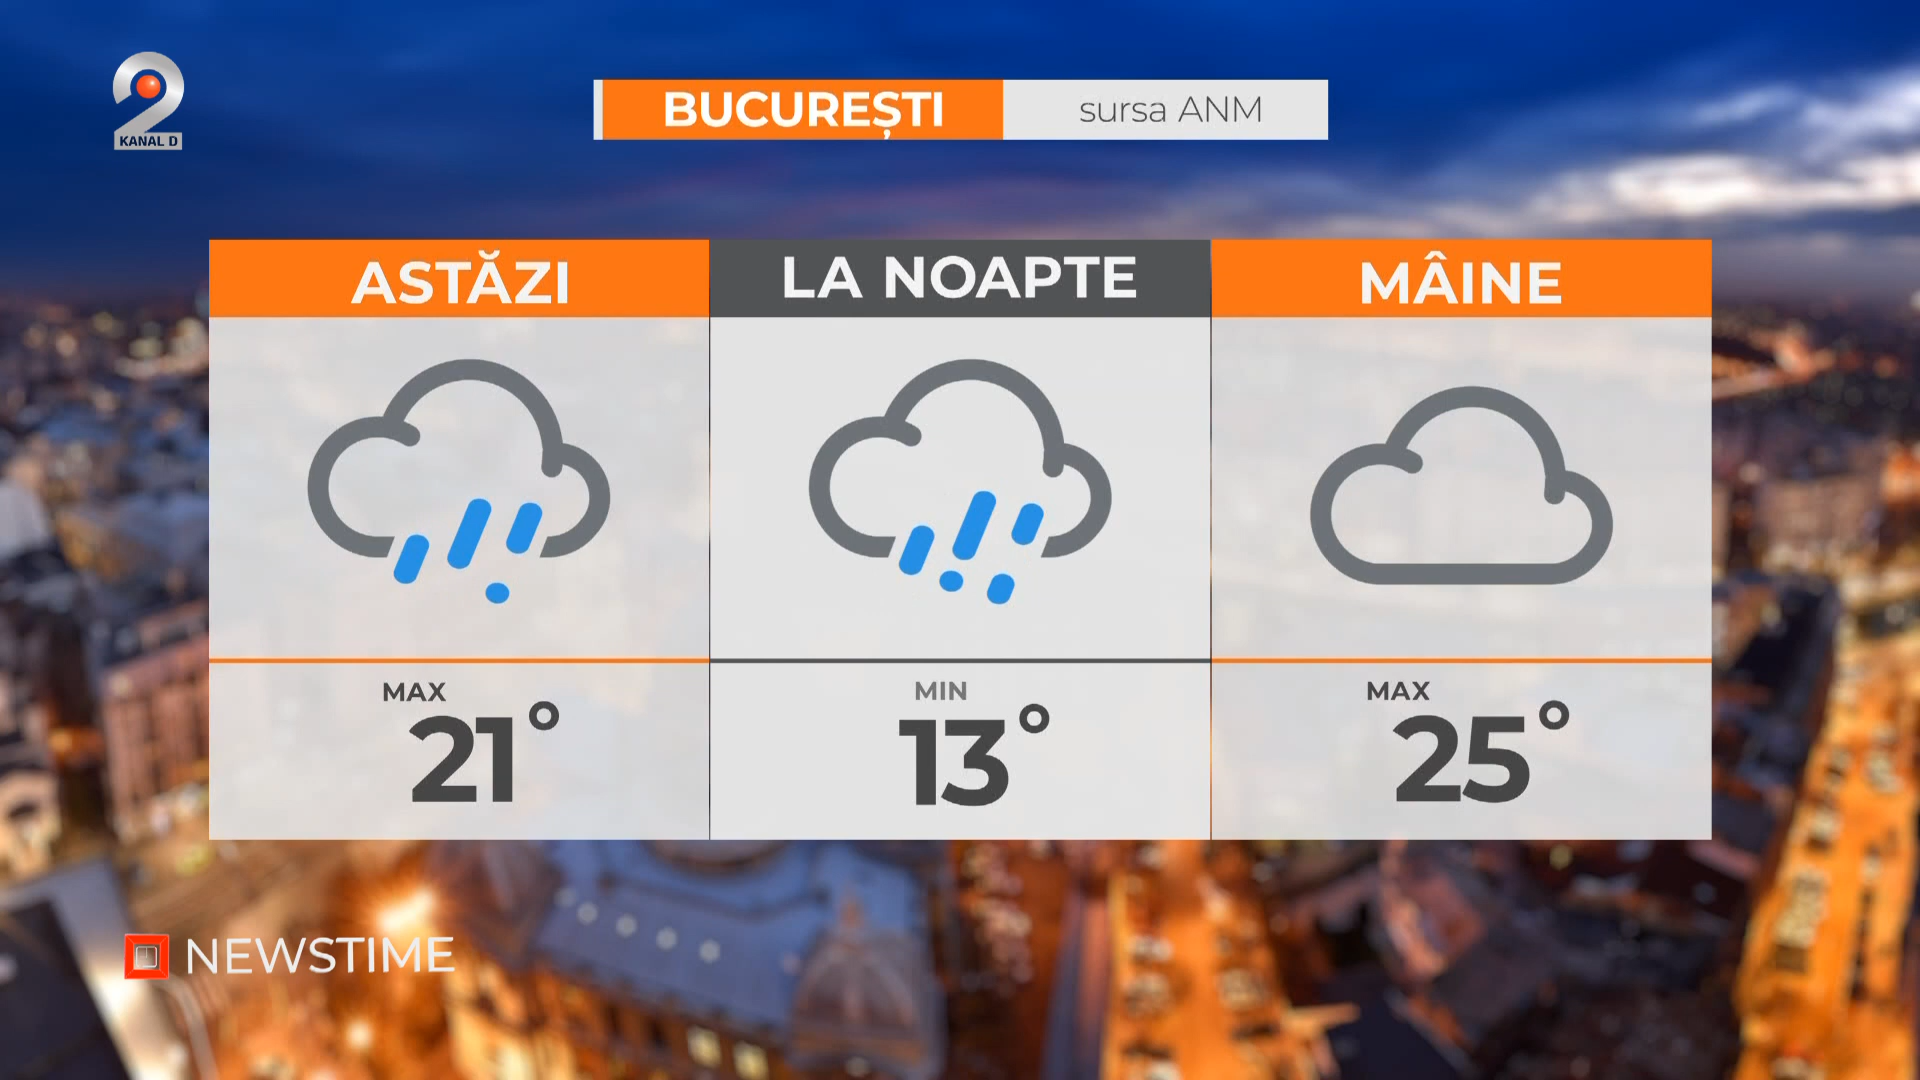 2
KANAL D
BUCUREȘTI
sursa ANM
ASTĂZI
LA NOAPTE
MÂINE
MAX
21°
MIN
13°
MAX
25°
NEWSTIME